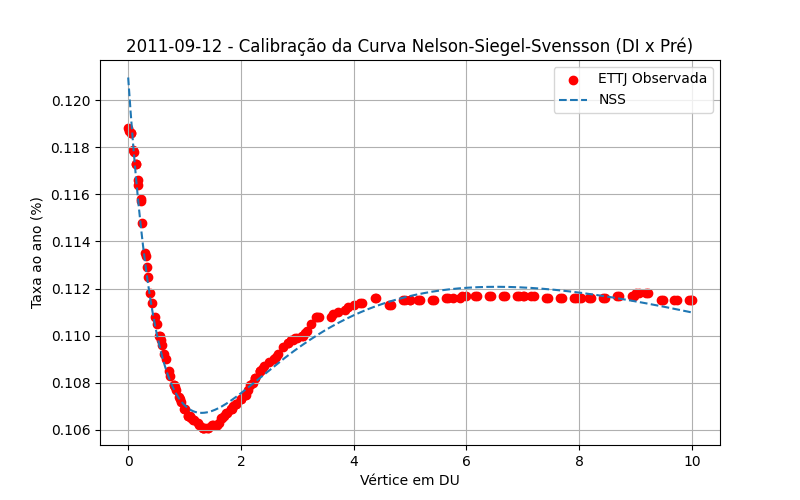 2011-09-12 - Calibração da Curva Nelson-Siegel-Svensson (DI x Pré)
ETTJ Observada
NSS
Taxa ao ano (%)
0.120
0.118
0.116
0.114
0.112
0.110
0.108
0.106
0 2 4 6 8 10
Vértice em DU